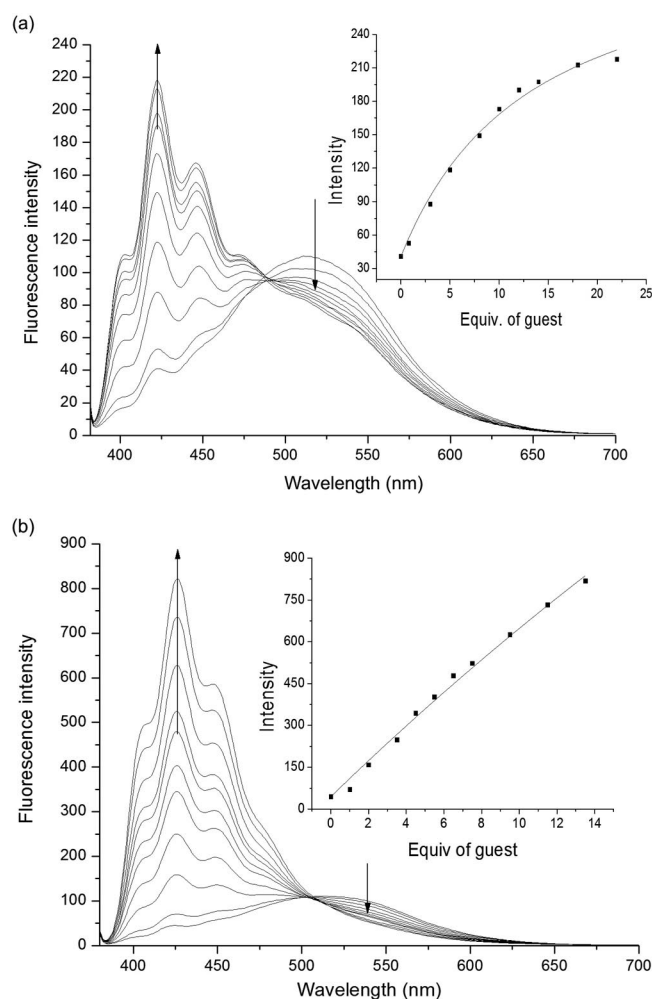 (a)
240
220
200
180
160
140
120
100
80
60
40
20
0
Fluorescence intensity
400 450 500 550 600 650 700
Wavelength (nm)
240
210
180
150
120
90
60
30
Intensity
0 5 10 15 20 25
Equiv. of guest
(b)
900
800
700
600
500
400
300
200
100
0
Fluorescence intensity
400 450 500 550 600 650 700
Wavelength (nm)
900
750
600
450
300
150
0
Intensity
0 2 4 6 8 10 12 14
Equiv of guest